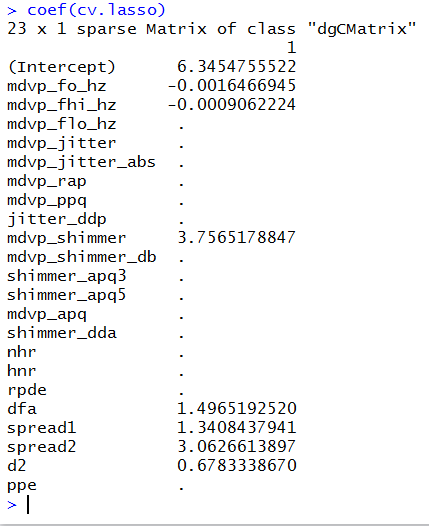 > coef(cv.lasso)
23 x 1 sparse Matrix of class "dgCMatrix"
1
(Intercept) 6.3454755522
mdvp_fo_hz -0.0016466945
mdvp_fhi_hz -0.0009062224
mdvp_flo_hz .
mdvp_jitter .
mdvp_jitter_abs .
mdvp_rap .
mdvp_ppq .
jitter_ddp .
mdvp_shimmer 3.7565178847
mdvp_shimmer_db .
shimmer_apq3 .
shimmer_apq5 .
mdvp_apq .
shimmer_dda .
nhr .
hnr .
rpde .
dfa 1.4965192520
spread1 1.3408437941
spread2 3.0626613897
d2 0.6783338670
ppe .
>